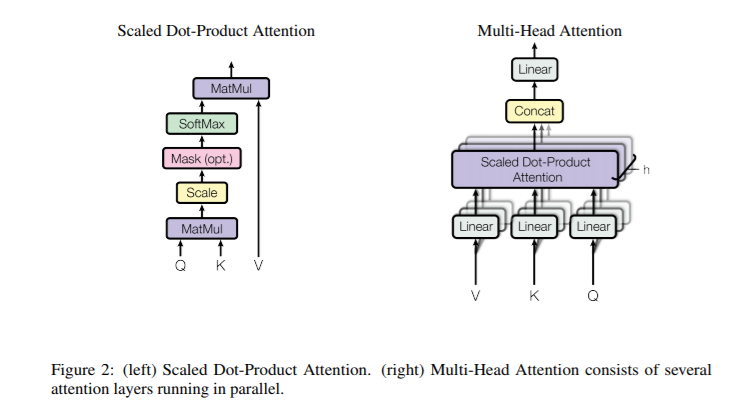 Scaled Dot-Product Attention
MatMul
SoftMax
Mask (opt.)
Scale
MatMul
Q K V
Multi-Head Attention
Linear
Concat
Scaled Dot-Product
Attention
h
Linear Linear Linear
V K Q
Figure 2: (left) Scaled Dot-Product Attention. (right) Multi-Head Attention consists of several
attention layers running in parallel.